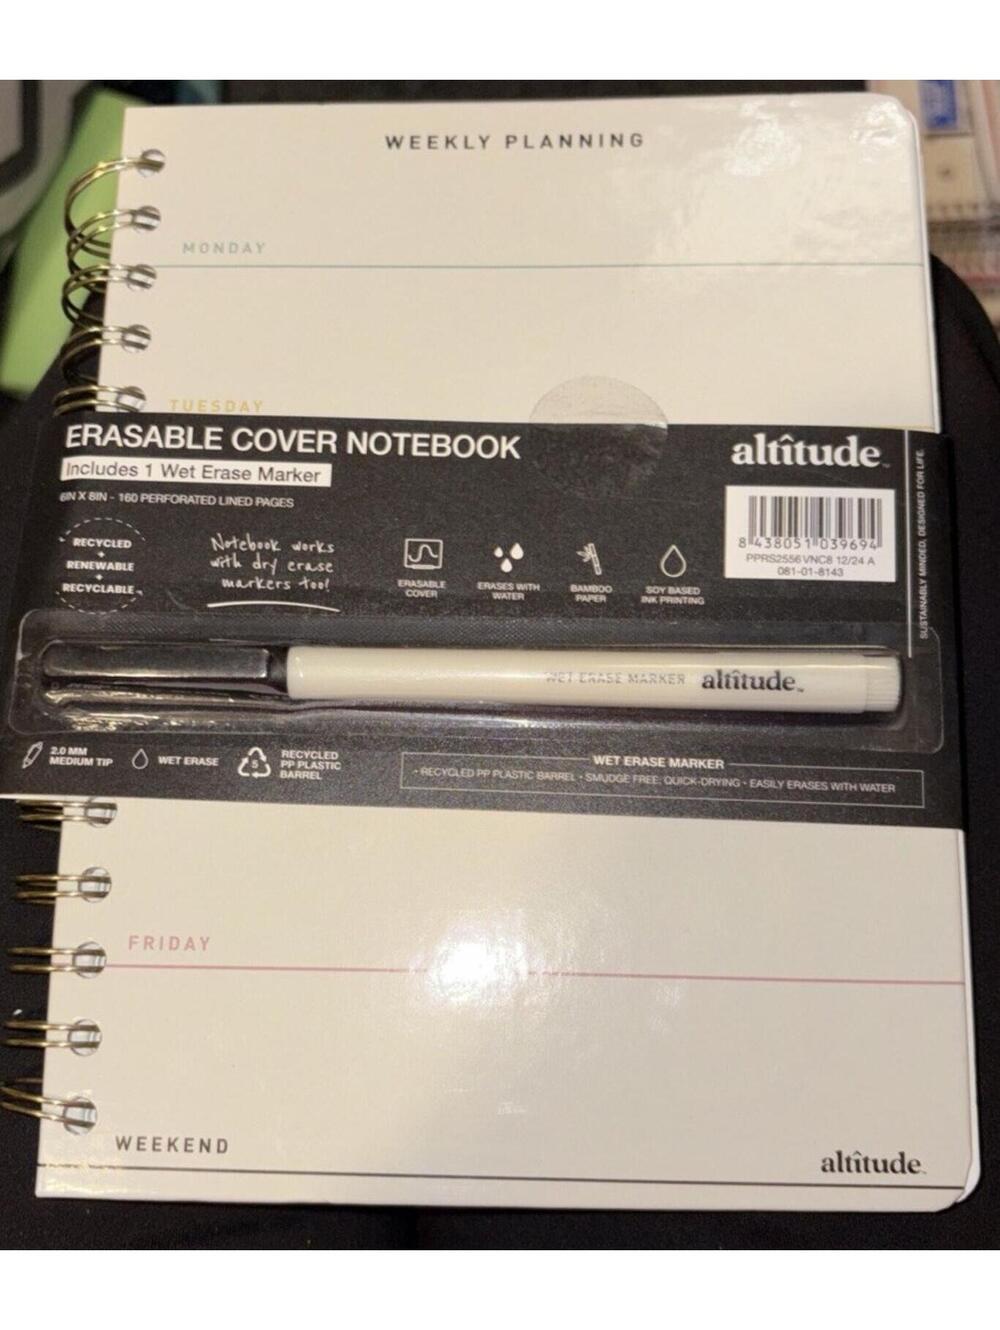 WEEKLY PLANNING
MONDAY
TUESDAY
ERASABLE COVER NOTEBOOK
Includes 1 Wet Erase Marker
6IN X 8IN - 160 PERFORATED LINED PAGES
RECYCLED
+
RENEWABLE
+
RECYCLABLE
Notebook works
with dry erase
markers too!
ERASABLE
COVER
ERASES WITH
WATER
BAMBOO
PAPER
SOY BASED
INK PRINTING
altîtude™
8 438051 039694
PPRS2556 VNC8 12/24 A
081-01-8143
SUSTAINABLY MINDED, DESIGNED FOR LIFE.
WET ERASE MARKER altîtude™
2.0 MM
MEDIUM TIP
WET ERASE
5
RECYCLED
PP PLASTIC
BARREL
WET ERASE MARKER
• RECYCLED PP PLASTIC BARREL • SMUDGE FREE, QUICK-DRYING • EASILY ERASES WITH WATER
FRIDAY
WEEKEND
altîtude™